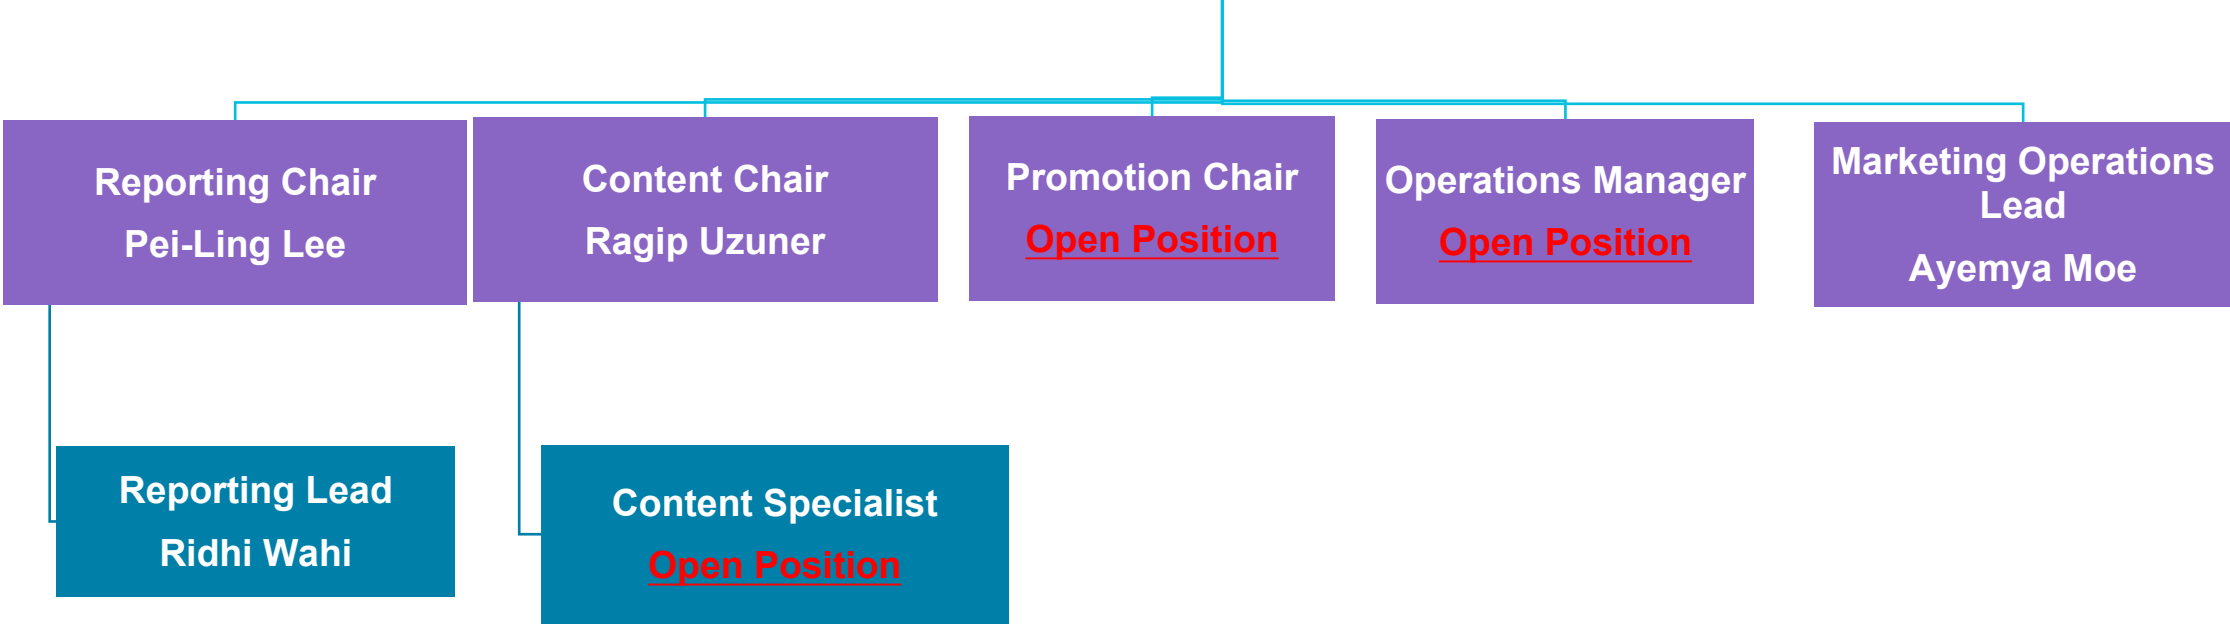 Reporting Chair
Pei-Ling Lee
Content Chair
Ragip Uzuner
Promotion Chair
Open Position
Operations Manager
Open Position
Marketing Operations
Lead
Ayemya Moe
Reporting Lead
Ridhi Wahi
Content Specialist
Open Position